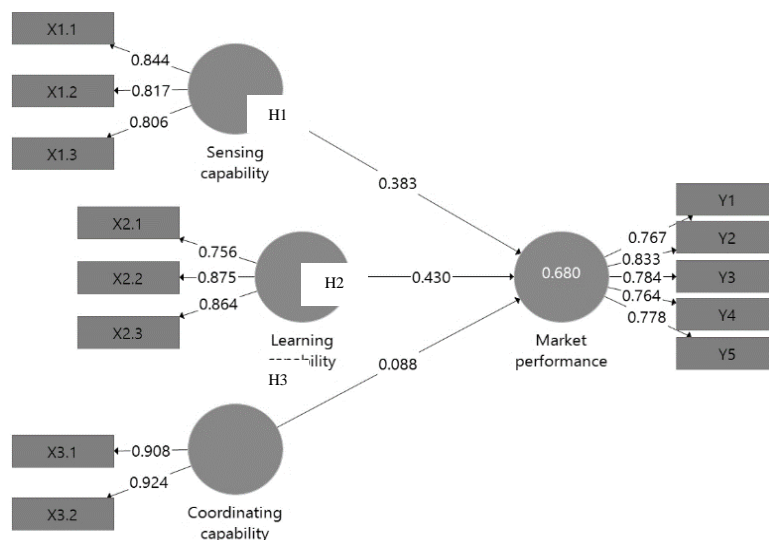 X1.1
0.844
X1.2
0.817
0.806
X1.3
H1
Sensing
capability
0.383
X2.1
0.756
X2.2
0.875
0.864
X2.3
H2
Learning
0.430
H3
0.088
X3.1
0.908
0.924
X3.2
Coordinating
capability
0.680
Market
performance
0.767
0.833
0.784
0.764
0.778
Y1
Y2
Y3
Y4
Y5